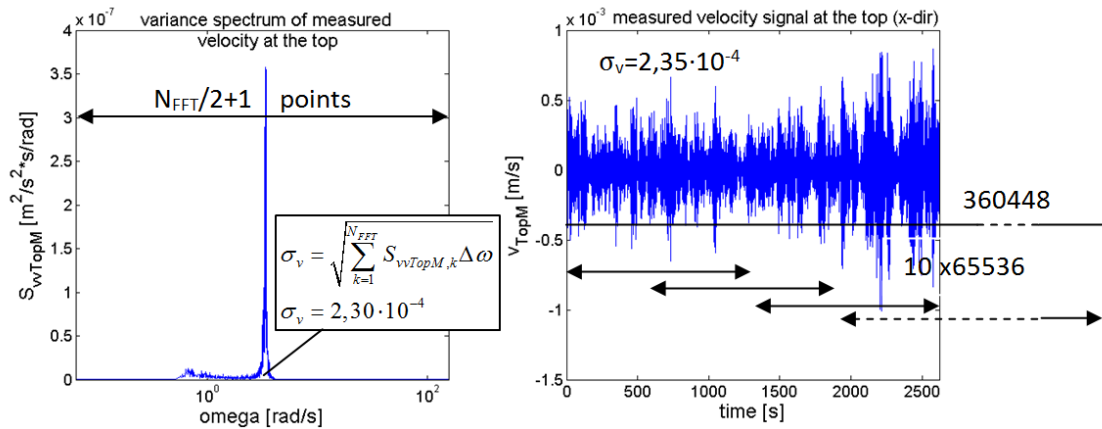 variance spectrum of measured
velocity at the top
x 10⁻⁷
4
3.5
3
2.5
2
1.5
1
0.5
0
S_vvTopM [m²/s²*s/rad]
N_FFT/2+1 points
σ_v = √(∑_{k=1}^{N_FFT} S_{vvTopM,k} Δω)
σ_v = 2,30·10⁻⁴
10⁰ 10²
omega [rad/s]
x 10⁻³ measured velocity signal at the top (x-dir)
1
0.5
0
-0.5
-1
-1.5
v_TopM [m/s]
σ_v=2,35·10⁻⁴
360448
10 x65536
0 500 1000 1500 2000 2500
time [s]